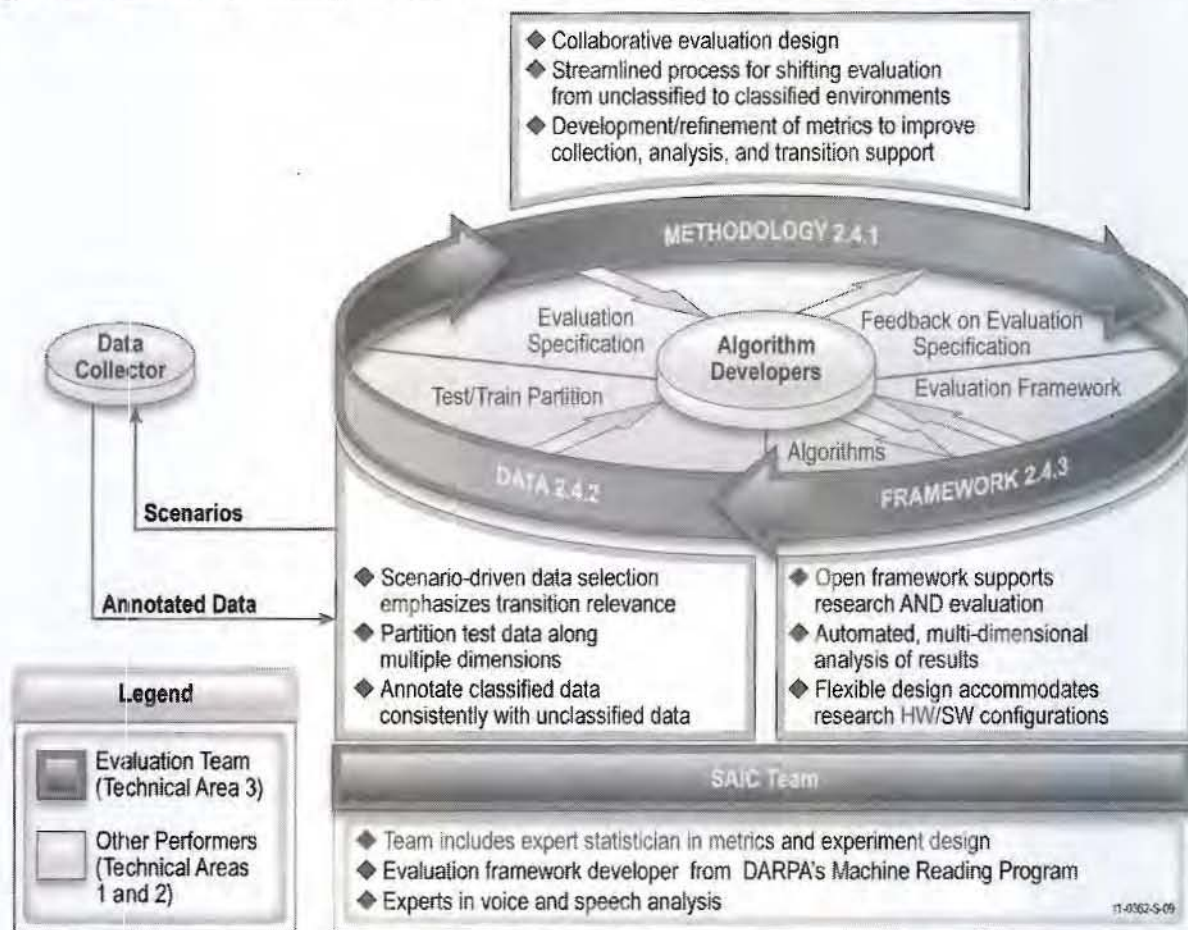 ◆ Collaborative evaluation design
◆ Streamlined process for shifting evaluation
from unclassified to classified environments
◆ Development/refinement of metrics to improve
collection, analysis, and transition support
METHODOLOGY 2.4.1
Evaluation
Specification
Algorithm
Developers
Feedback on Evaluation
Specification
Test/Train Partition
Evaluation Framework
Algorithms
DATA 2.4.2
FRAMEWORK 2.4.3
Data
Collector
Scenarios
Annotated Data
◆ Scenario-driven data selection
emphasizes transition relevance
◆ Partition test data along
multiple dimensions
◆ Annotate classified data
consistently with unclassified data
◆ Open framework supports
research AND evaluation
◆ Automated, multi-dimensional
analysis of results
◆ Flexible design accommodates
research HW/SW configurations
Legend
Evaluation Team
(Technical Area 3)
Other Performers
(Technical Areas
1 and 2)
SAIC Team
◆ Team includes expert statistician in metrics and experiment design
◆ Evaluation framework developer from DARPA's Machine Reading Program
◆ Experts in voice and speech analysis
11-0362-S-09